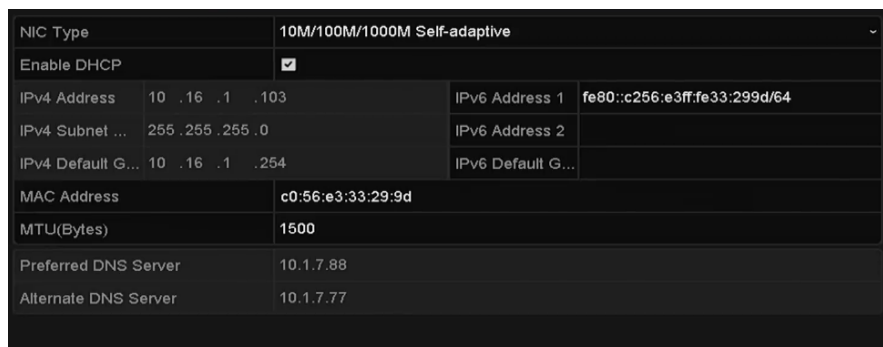 NIC Type 10M/100M/1000M Self-adaptive
Enable DHCP
IPv4 Address 10 .16 .1 .103 IPv6 Address 1 fe80::c256:e3ff:fe33:299d/64
IPv4 Subnet ... 255.255.255.0 IPv6 Address 2
IPv4 Default G... 10 .16 .1 .254 IPv6 Default G...
MAC Address c0:56:e3:33:29:9d
MTU(Bytes) 1500
Preferred DNS Server 10.1.7.88
Alternate DNS Server 10.1.7.77